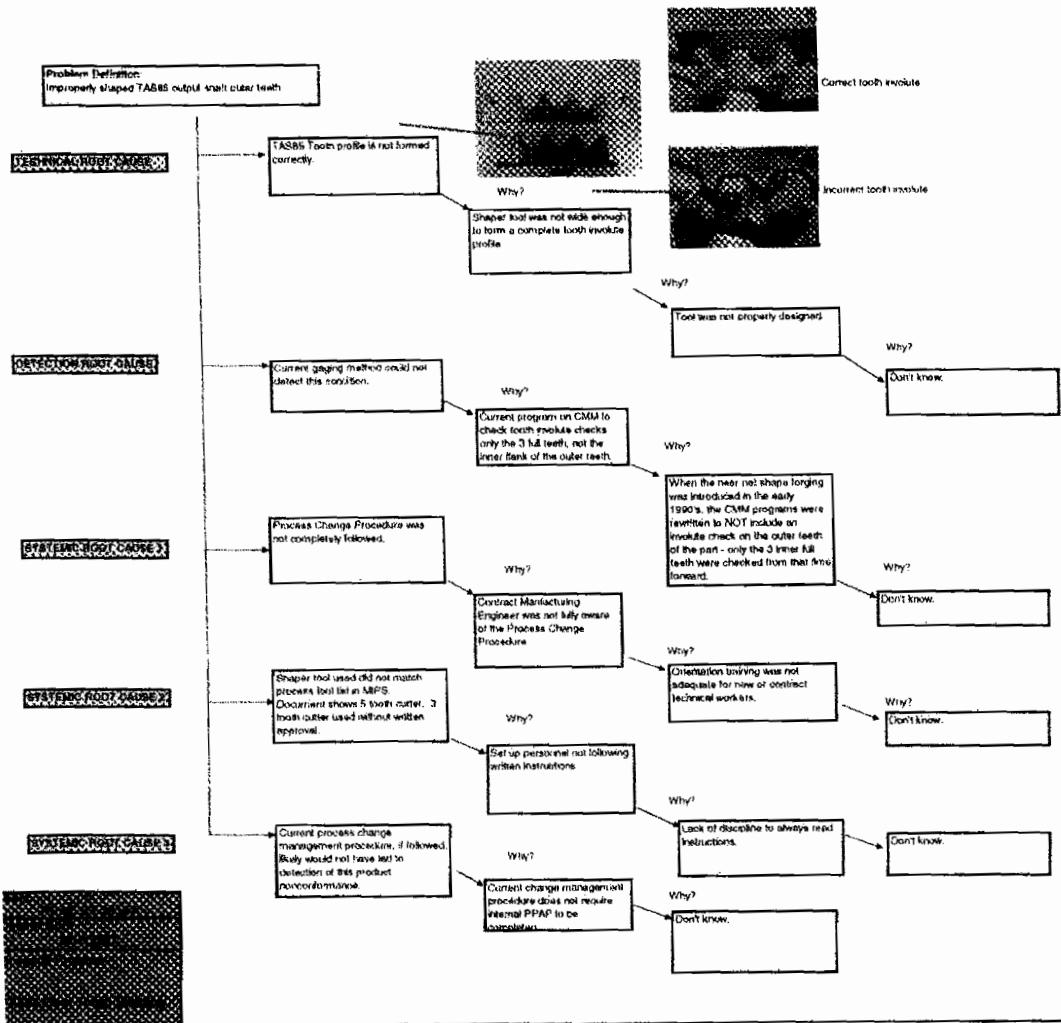 Problem Definition:
Improperly shaped TAS85 output shaft outer teeth
Correct tooth involute
TECHNICAL ROOT CAUSE
TAS85 Tooth profile is not formed
correctly.
Why?
Incorrect tooth involute
Shaper tool was not wide enough
to form a complete tooth involute
profile
Why?
Tool was not properly designed.
Why?
Don't know.
DETECTION ROOT CAUSE
Current gaging method could not
detect this condition.
Why?
Current program on CMM to
check tooth involute checks
only the 3 full teeth, not the
inner flank of the outer teeth.
Why?
When the near net shape forging
was introduced in the early
1990's, the CMM programs were
rewritten to NOT include an
involute check on the outer teeth
of the part - only the 3 inner full
teeth were checked from that time
forward.
Why?
Don't know.
SYSTEMIC ROOT CAUSE 1
Process Change Procedure was
not completely followed.
Why?
Contract Manfacturing
Engineer was not fully aware
of the Process Change
Procedure
Why?
Orientation training was not
adequate for new or contract
technical workers.
Why?
Don't know.
SYSTEMIC ROOT CAUSE 2
Shaper tool used did not match
process tool list in MIPS.
Document shows 5 tooth cutter. 3
tooth cutter used without written
approval.
Why?
Set up personnel not following
written instructions
Why?
Lack of discipline to always read
instructions.
Don't know.
SYSTEMIC ROOT CAUSE 3
Current process change
management procedure, if followed,
likely would not have led to
detection of this product
nonconformance.
Why?
Current change management
procedure does not require
internal PPAP to be
completed
Why?
Don't know.